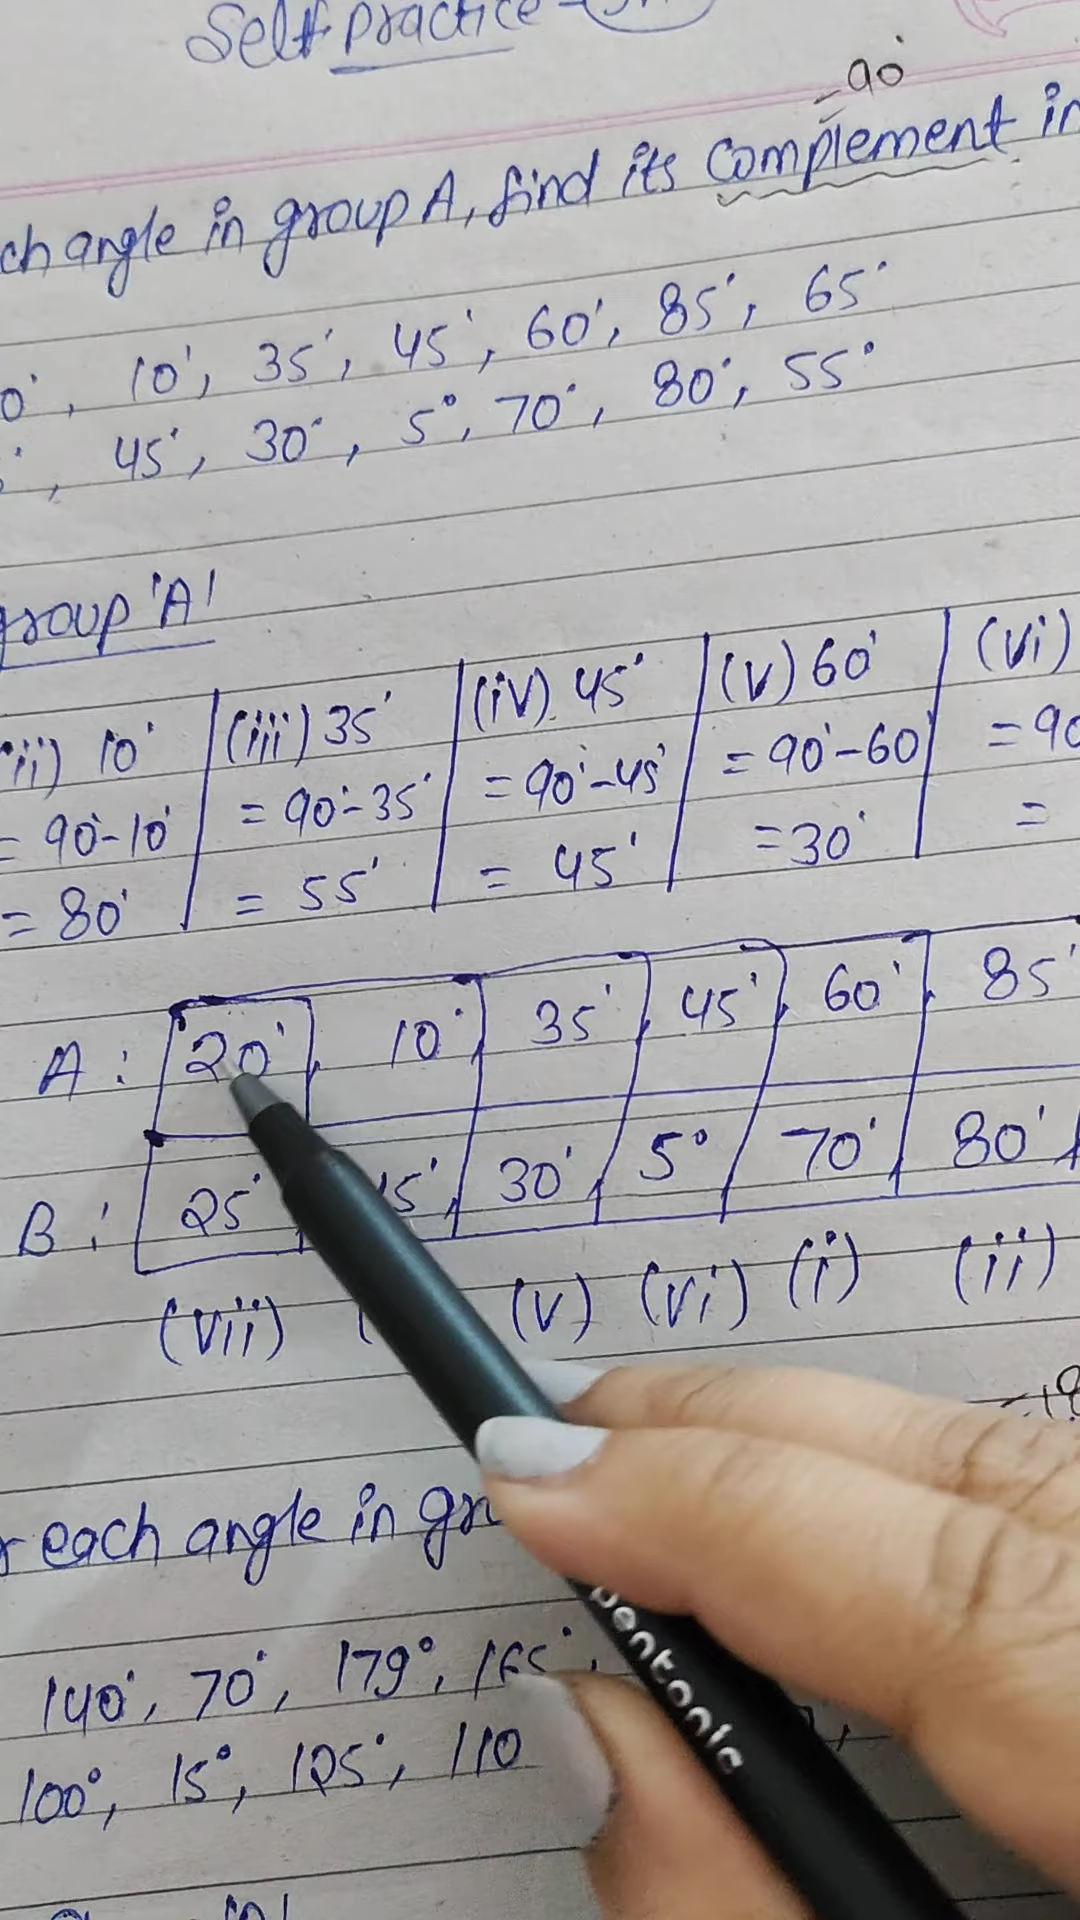 Self practice
= 90°
ch angle in group A, find its complement in
0°, 10°, 35°, 45°, 60°, 85°, 65°
, 45°, 30°, 5°, 70°, 80°, 55°
group 'A'
ii) 10° (iii) 35° (iv) 45° (v) 60° (vi)
= 90°-10° = 90°-35° = 90°-45° = 90°-60 = 90
= 80° = 55° = 45° = 30° =
A : 20°, 10°, 35°, 45°, 60°, 85°
B : 25°, 15°, 30°, 5°, 70°, 80°,
(vii) ( (v) (vi) (i) (ii)
r each angle in gr
140°, 70°, 179°, 165°,
100°, 15°, 125°, 110
pentonic